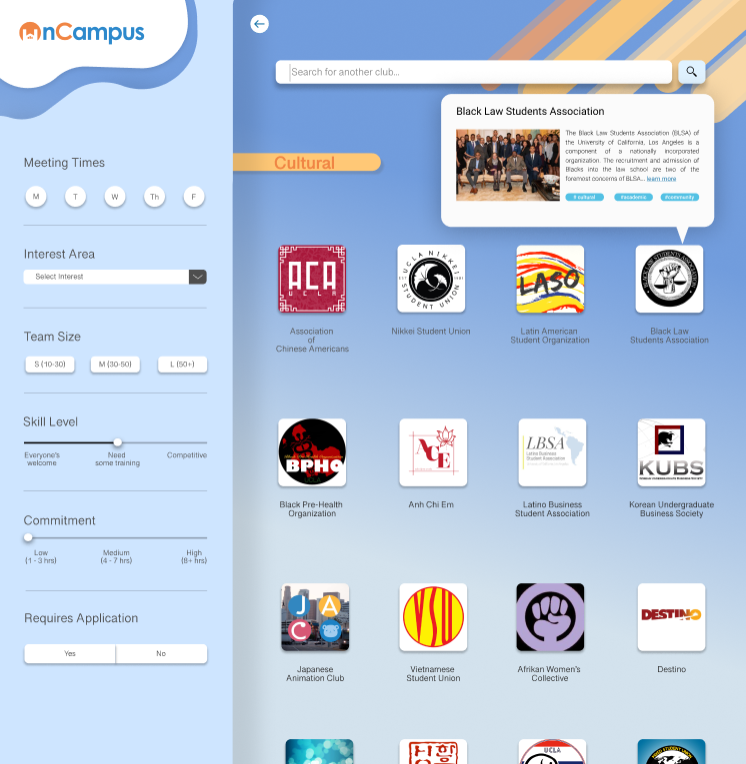 OnCampus
Meeting Times
M T W Th F
Interest Area
Select Interest
Team Size
S (10-30) M (30-50) L (50+)
Skill Level
Everyone's
welcome
Need
some training
Competitive
Commitment
Low
(1 - 3 hrs)
Medium
(4 - 7 hrs)
High
(8+ hrs)
Requires Application
Yes No
Search for another club...
Black Law Students Association
The Black Law Students Association (BLSA) of
the University of California, Los Angeles is a
component of a nationally incorporated
organization. The recruitment and admission of
Blacks into the law school are two of the
foremost concerns of BLSA... learn more
# cultural #academic #community
Cultural
ACA
UCLA
UCLA NIKKEI
STUDENT UNION
LASO
Association
of
Chinese Americans
Nikkei Student Union
Latin American
Student Organization
Black Law
Students Association
BPHO
ACE
LBSA
Latino Business
Student Association
KUBS
Black Pre-Health
Organization
Anh Chi Em
Latino Business
Student Association
Korean Undergraduate
Business Society
J A
C
VSU
DESTINO
Japanese
Animation Club
Vietnamese
Student Union
Afrikan Women's
Collective
Destino
UCLA